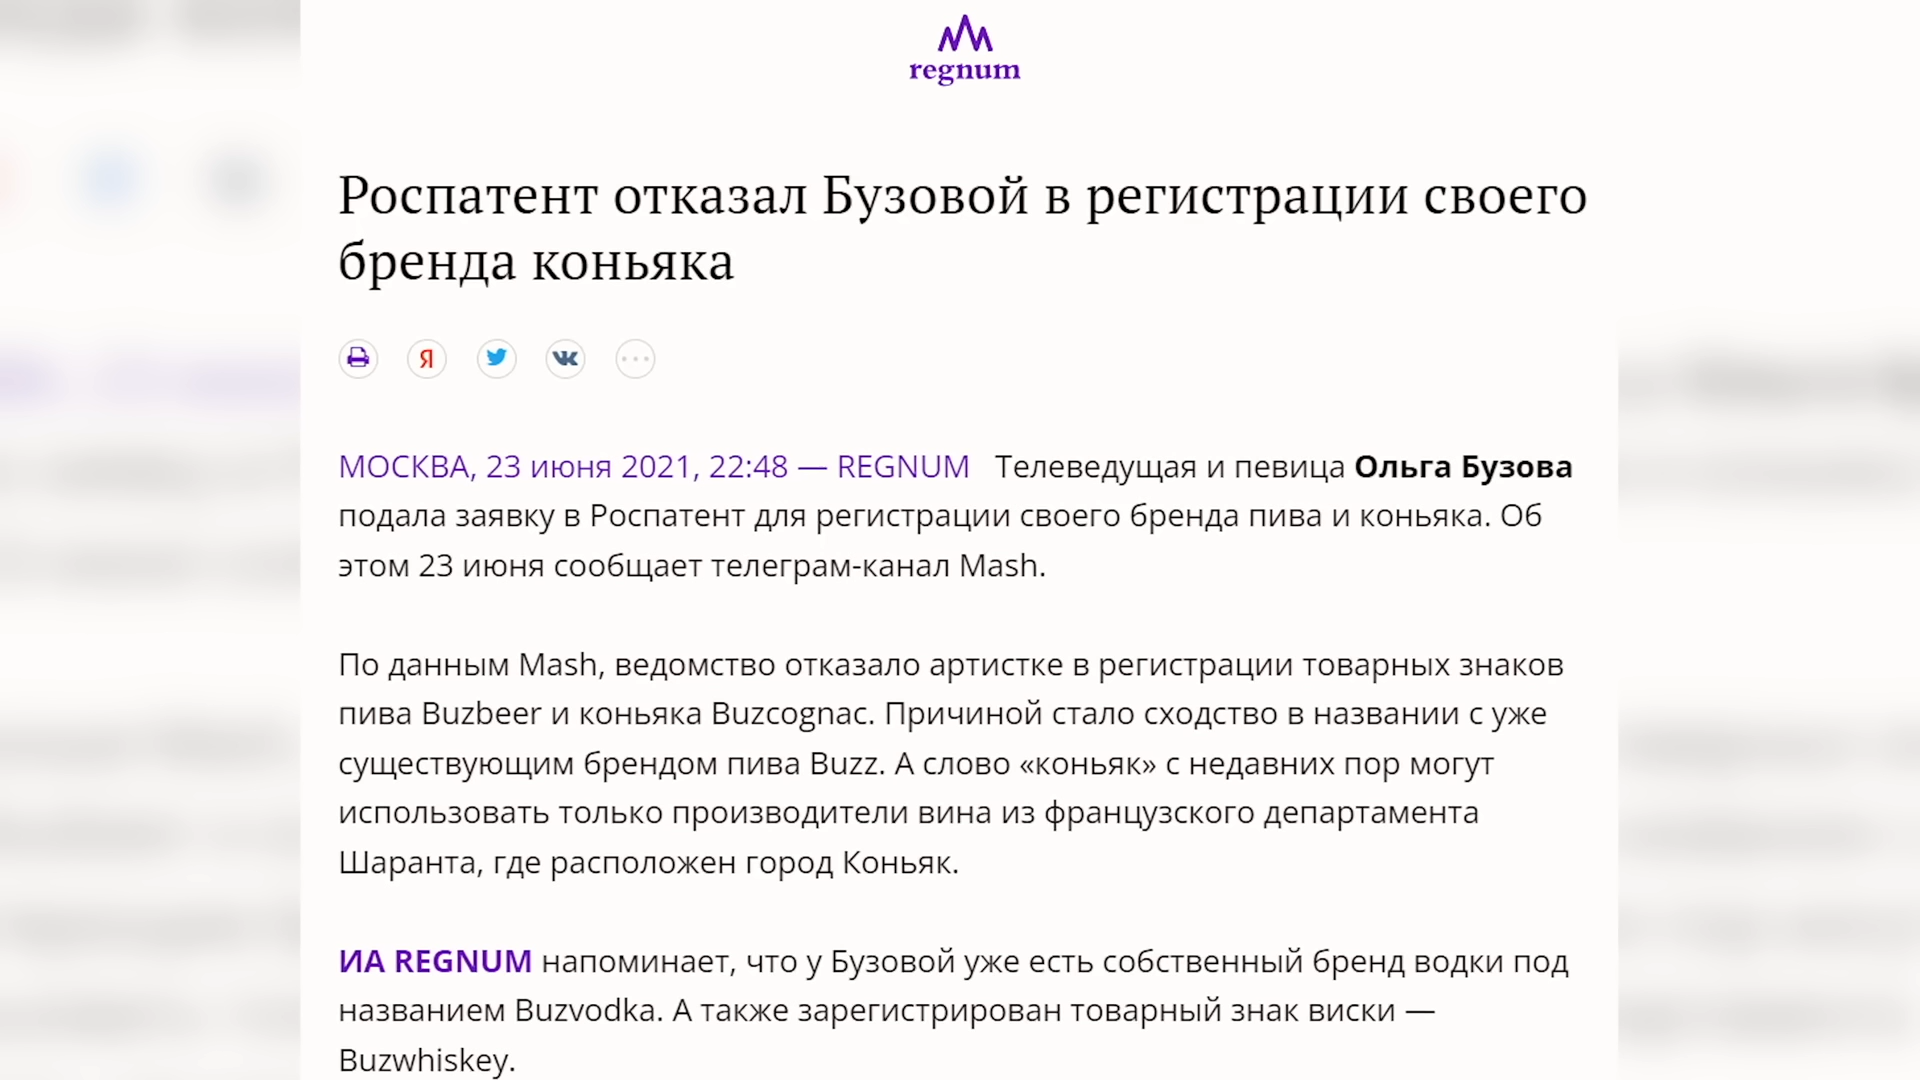 regnum
Роспатент отказал Бузовой в регистрации своего
бренда коньяка
Я
МОСКВА, 23 июня 2021, 22:48 — REGNUM Телеведущая и певица Ольга Бузова
подала заявку в Роспатент для регистрации своего бренда пива и коньяка. Об
этом 23 июня сообщает телеграм-канал Mash.
По данным Mash, ведомство отказало артистке в регистрации товарных знаков
пива Buzbeer и коньяка Buzcognac. Причиной стало сходство в названии с уже
существующим брендом пива Buzz. А слово «коньяк» с недавних пор могут
использовать только производители вина из французского департамента
Шаранта, где расположен город Коньяк.
ИА REGNUM напоминает, что у Бузовой уже есть собственный бренд водки под
названием Buzvodka. А также зарегистрирован товарный знак виски —
Buzwhiskey.